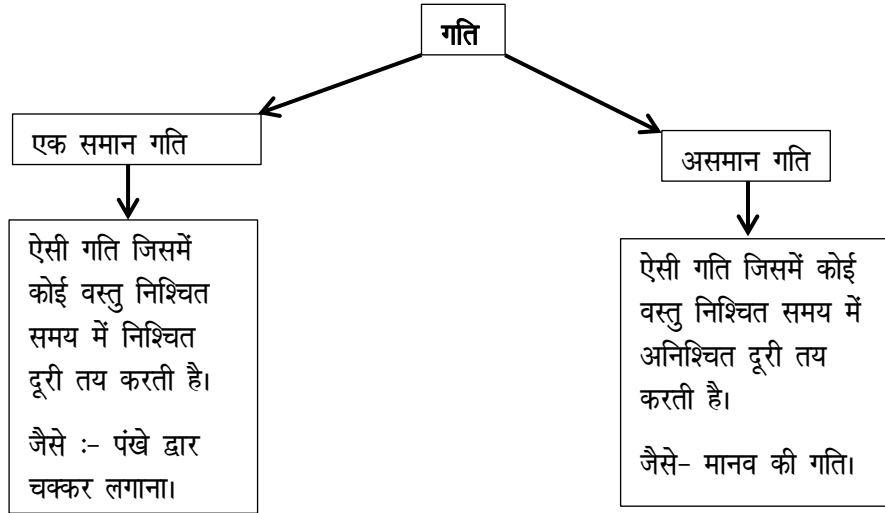 गति
एक समान गति
असमान गति
ऐसी गति जिसमें
कोई वस्तु निश्चित
समय में निश्चित
दूरी तय करती है।
जैसे :- पंखे द्वार
चक्कर लगाना।
ऐसी गति जिसमें कोई
वस्तु निश्चित समय में
अनिश्चित दूरी तय
करती है।
जैसे- मानव की गति।